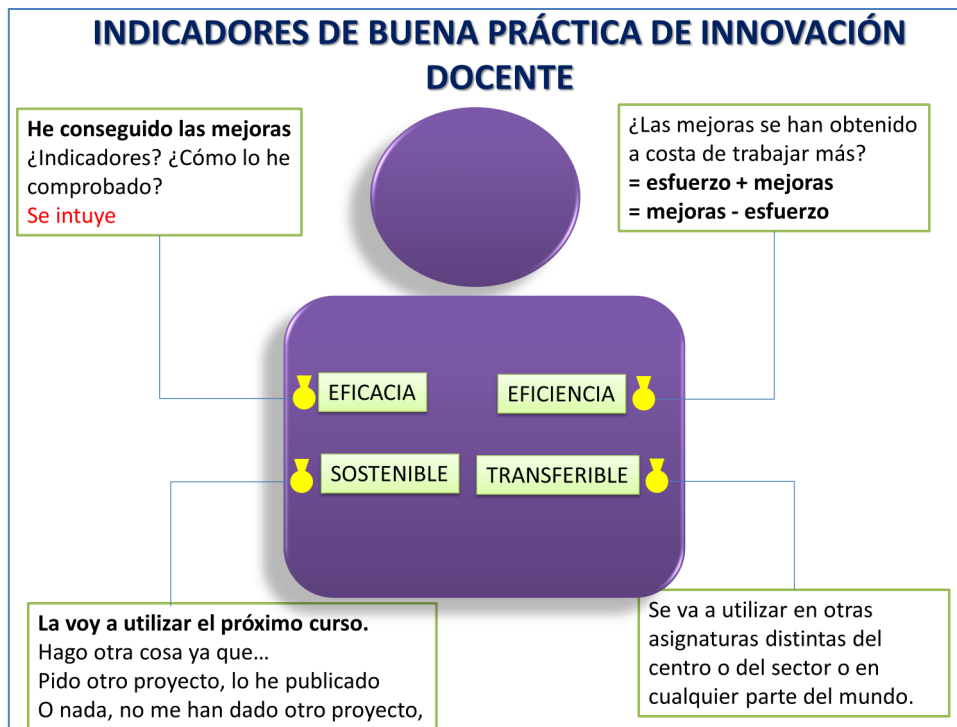 INDICADORES DE BUENA PRÁCTICA DE INNOVACIÓN
DOCENTE
He conseguido las mejoras
¿Indicadores? ¿Cómo lo he
comprobado?
Se intuye
¿Las mejoras se han obtenido
a costa de trabajar más?
= esfuerzo + mejoras
= mejoras - esfuerzo
EFICACIA
EFICIENCIA
SOSTENIBLE
TRANSFERIBLE
La voy a utilizar el próximo curso.
Hago otra cosa ya que…
Pido otro proyecto, lo he publicado
O nada, no me han dado otro proyecto,
Se va a utilizar en otras
asignaturas distintas del
centro o del sector o en
cualquier parte del mundo.